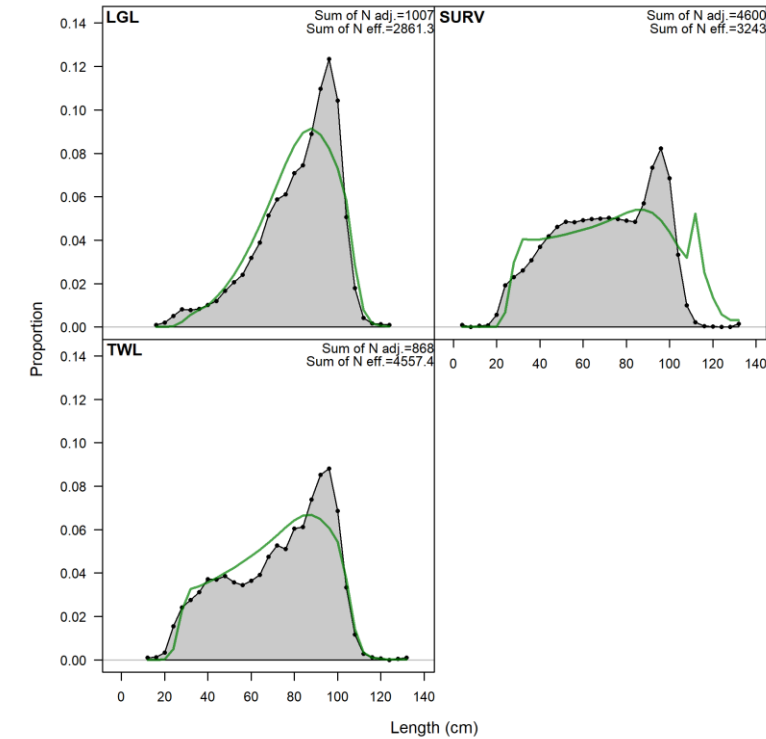 LGL
Sum of N adj.=1007
Sum of N eff.=2861.3
SURV
Sum of N adj.=4600
Sum of N eff.=3243
0.14
0.12
0.10
0.08
0.06
0.04
0.02
0.00
TWL
Sum of N adj.=868
Sum of N eff.=4557.4
0 20 40 60 80 100 120 140
0.14
0.12
0.10
0.08
0.06
0.04
0.02
0.00
0 20 40 60 80 100 120 140
Proportion
Length (cm)